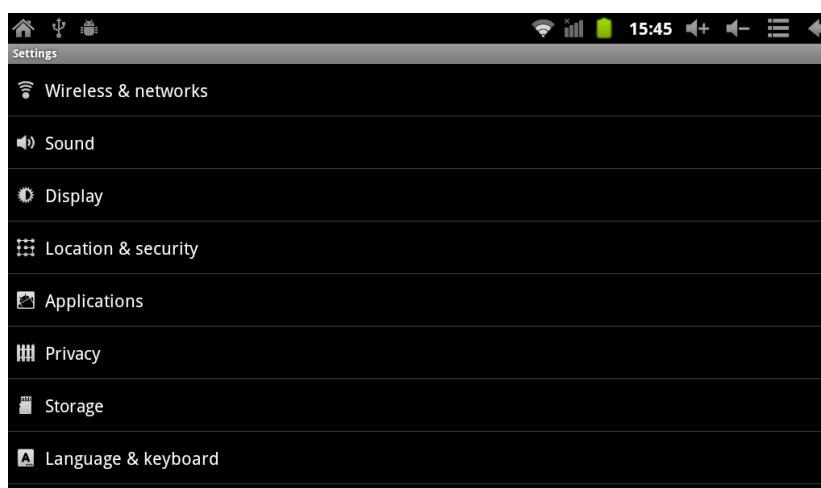 15:45
Settings
Wireless & networks
Sound
Display
Location & security
Applications
Privacy
Storage
Language & keyboard